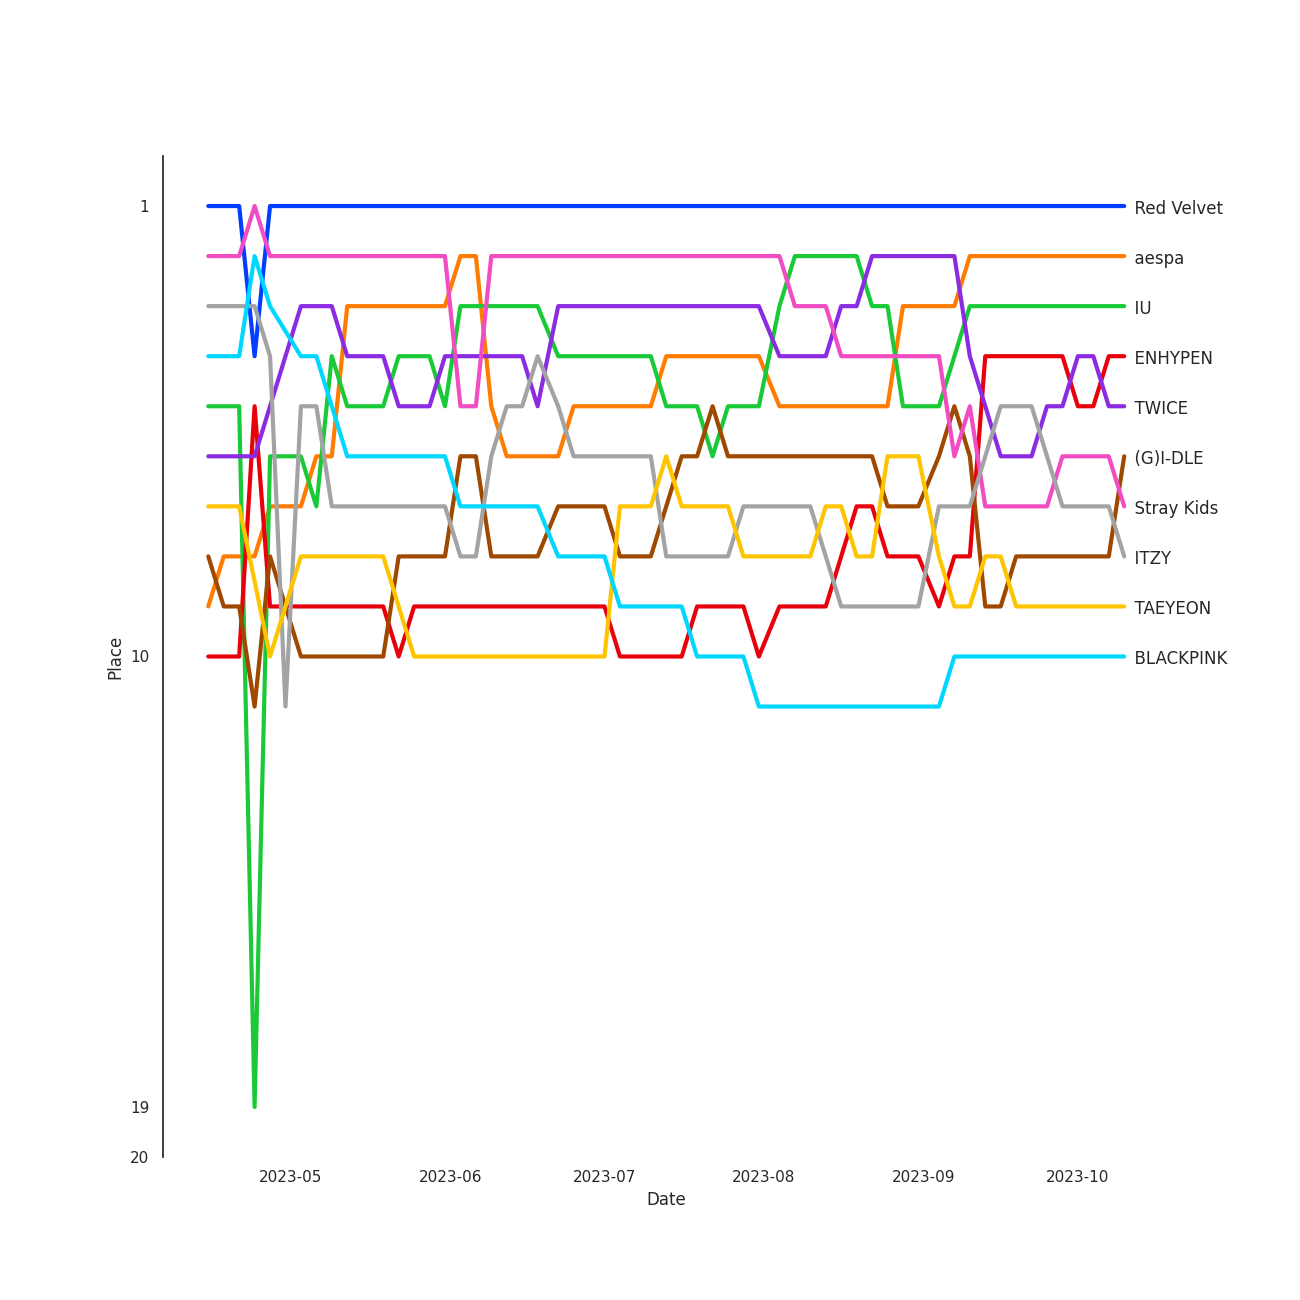 1
10
19
20
Place
2023-05
2023-06
2023-07
2023-08
2023-09
2023-10
Date
Red Velvet
aespa
IU
ENHYPEN
TWICE
(G)I-DLE
Stray Kids
ITZY
TAEYEON
BLACKPINK